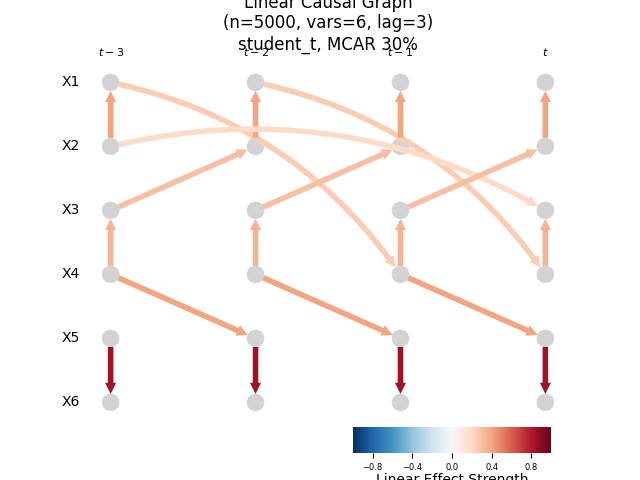 Linear Causal Graph
(n=5000, vars=6, lag=3)
student_t, MCAR 30%
t − 3 t − 2 t − 1 t
X1
X2
X3
X4
X5
X6
−0.8 −0.4 0.0 0.4 0.8
Linear Effect Strength